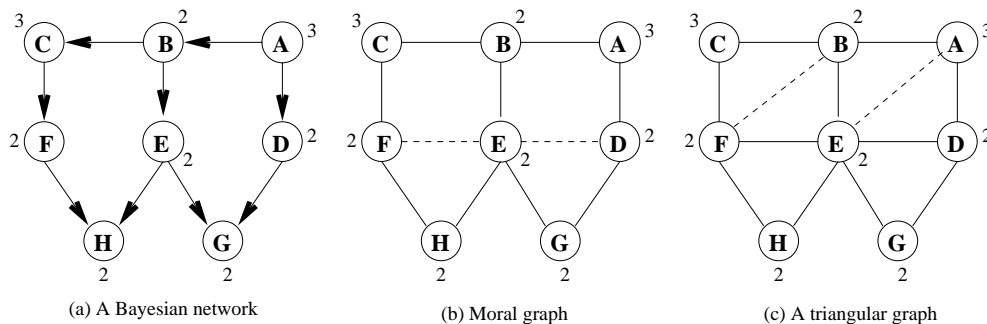 3 2 3 2 3 3 2 3
C B A C B A C B A
2 F E D 2 2 F E D 2 2 F E D 2
2 2 2
H G H G H G
2 2 2 2 2 2
(a) A Bayesian network (b) Moral graph (c) A triangular graph